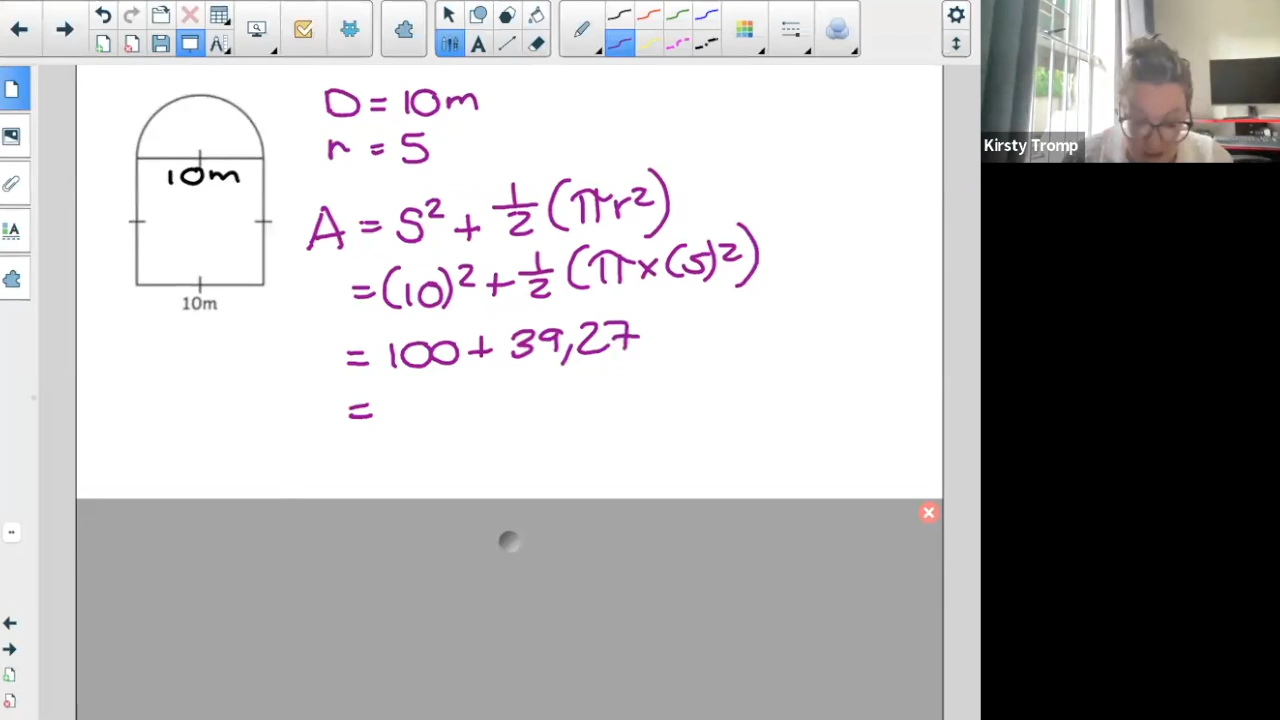 Kirsty Tromp
D = 10m
r = 5
10m
10m
A = S² + 1/2 (πr²)
= (10)² + 1/2 (π × (5)²)
= 100 + 39,27
=